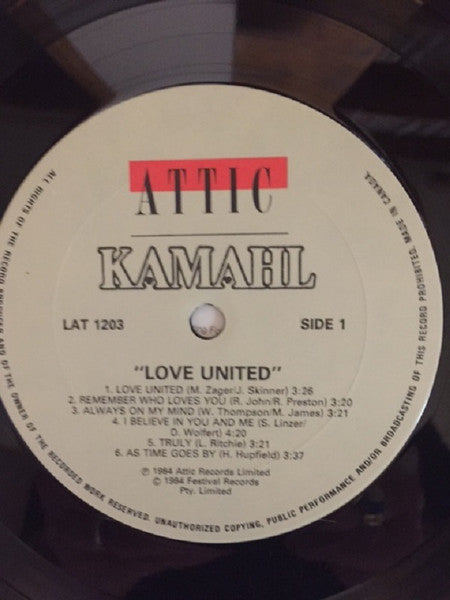 ATTIC
KAMAHL
LAT 1203
SIDE 1
"LOVE UNITED"
1. LOVE UNITED (M. Zager/J. Skinner) 3:26
2. REMEMBER WHO LOVES YOU (R. John/R. Preston) 3:20
3. ALWAYS ON MY MIND (W. Thompson/M. James) 3:21
4. I BELIEVE IN YOU AND ME (S. Linzer/
D. Wolfert) 4:20
5. TRULY (L. Ritchie) 3:21
6. AS TIME GOES BY (H. Hupfield) 3:37
℗ 1984 Attic Records Limited
© 1984 Festival Records
Pty. Limited
ALL RIGHTS OF THE RECORD PRODUCER AND OF THE OWNER OF THE RECORDED WORK RESERVED. UNAUTHORIZED COPYING, PUBLIC PERFORMANCE AND/OR BROADCASTING OF THIS RECORD PROHIBITED. MADE IN CANADA.